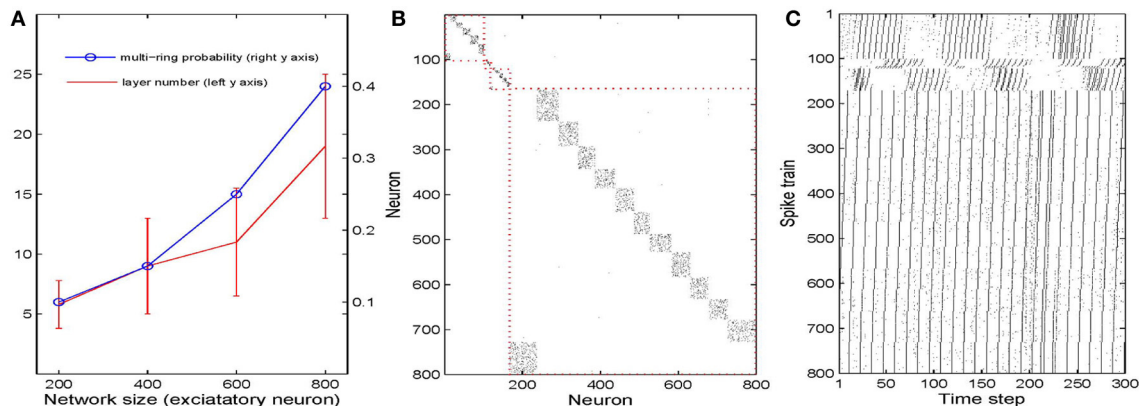 A
multi-ring probability (right y axis)
layer number (left y axis)
25
20
15
10
5
0.4
0.3
0.2
0.1
200 400 600 800
Network size (exciatatory neuron)
B
Neuron
100
200
300
400
500
600
700
800
200 400 600 800
Neuron
C
Spike train
1
100
200
300
400
500
600
700
800
1 50 100 150 200 250 300
Time step